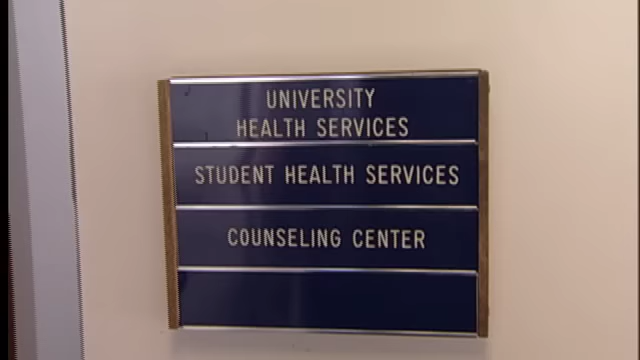 UNIVERSITY
HEALTH SERVICES
STUDENT HEALTH SERVICES
COUNSELING CENTER